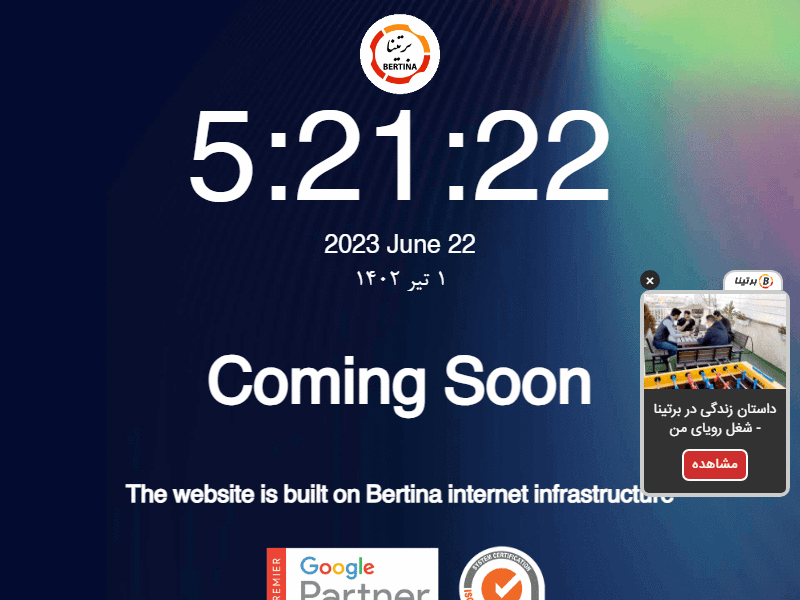 برتینا
BERTINA
5:21:22
2023 June 22
۱ تیر ۱۴۰۲
Coming Soon
The website is built on Bertina internet infrastructure
برتینا B
×
داستان زندگی در برتینا
- شغل رویای من
مشاهده
PREMIER
Google
Partner
SYSTEM CERTIFICATION